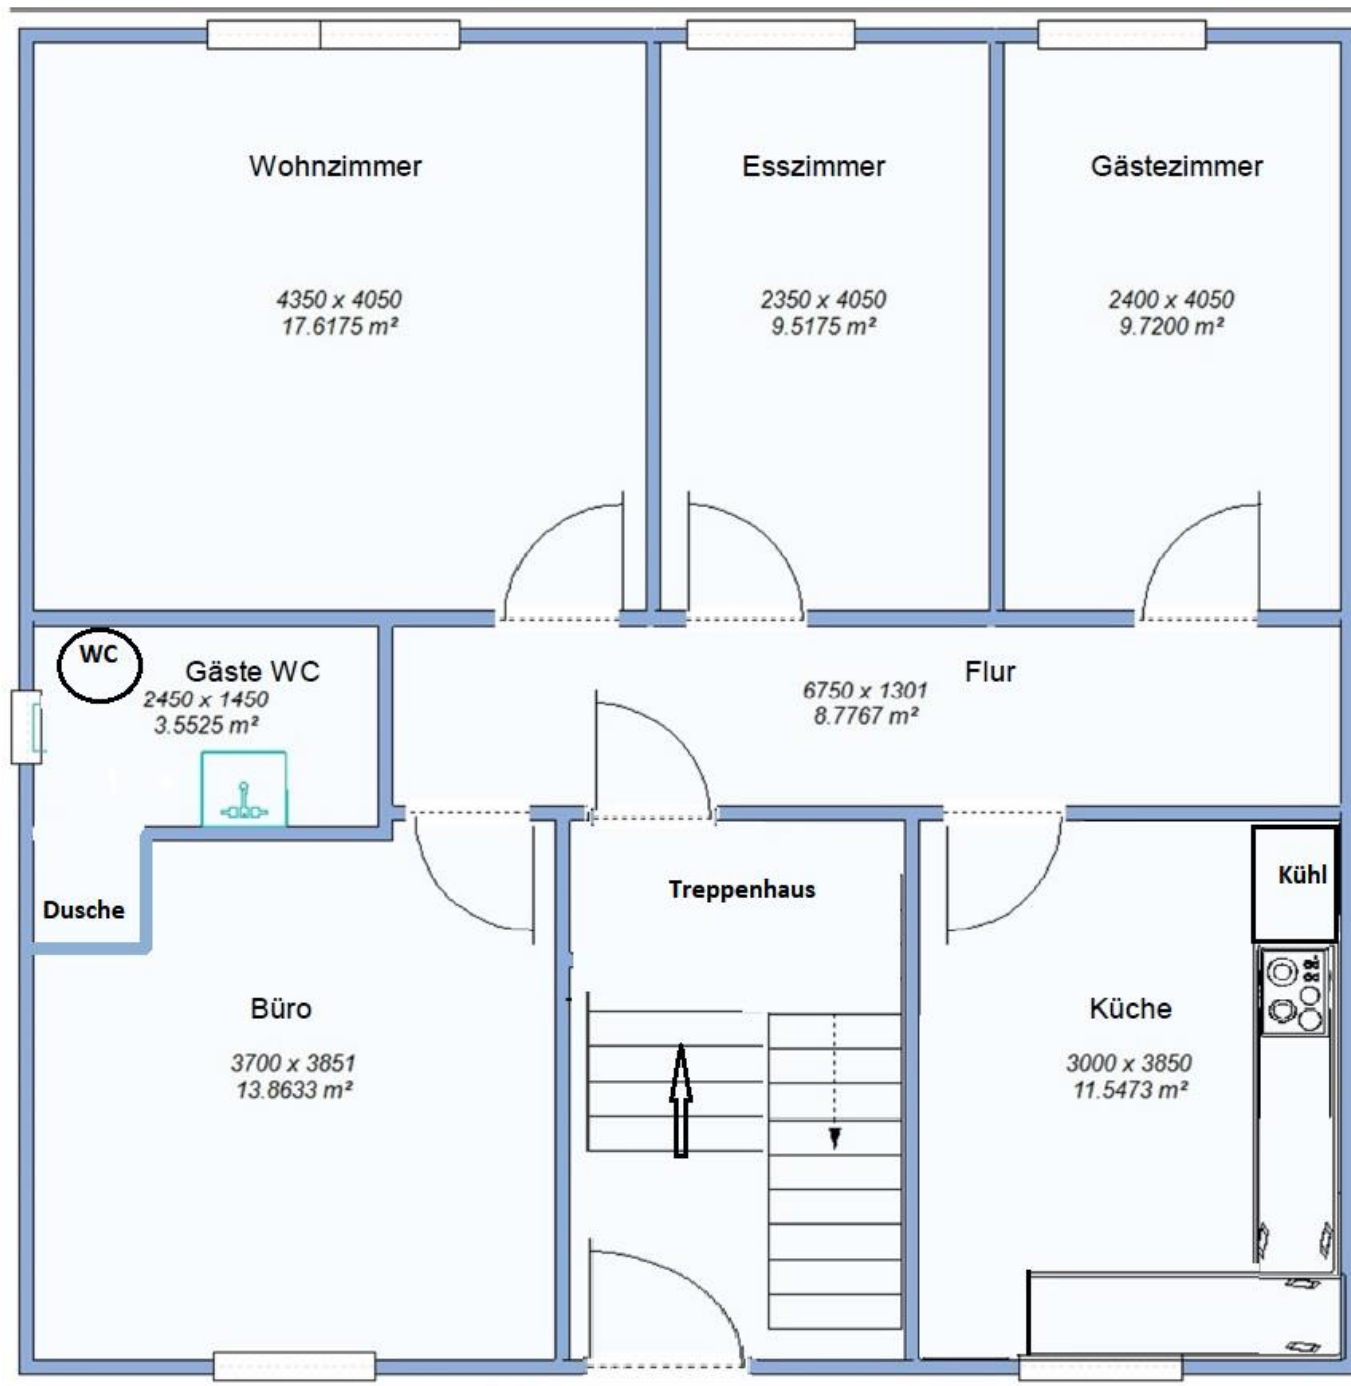 Wohnzimmer
4350 x 4050
17.6175 m²
Esszimmer
2350 x 4050
9.5175 m²
Gästezimmer
2400 x 4050
9.7200 m²
WC
Gäste WC
2450 x 1450
3.5525 m²
Flur
6750 x 1301
8.7767 m²
Dusche
Treppenhaus
Kühl
Büro
3700 x 3851
13.8633 m²
Küche
3000 x 3850
11.5473 m²